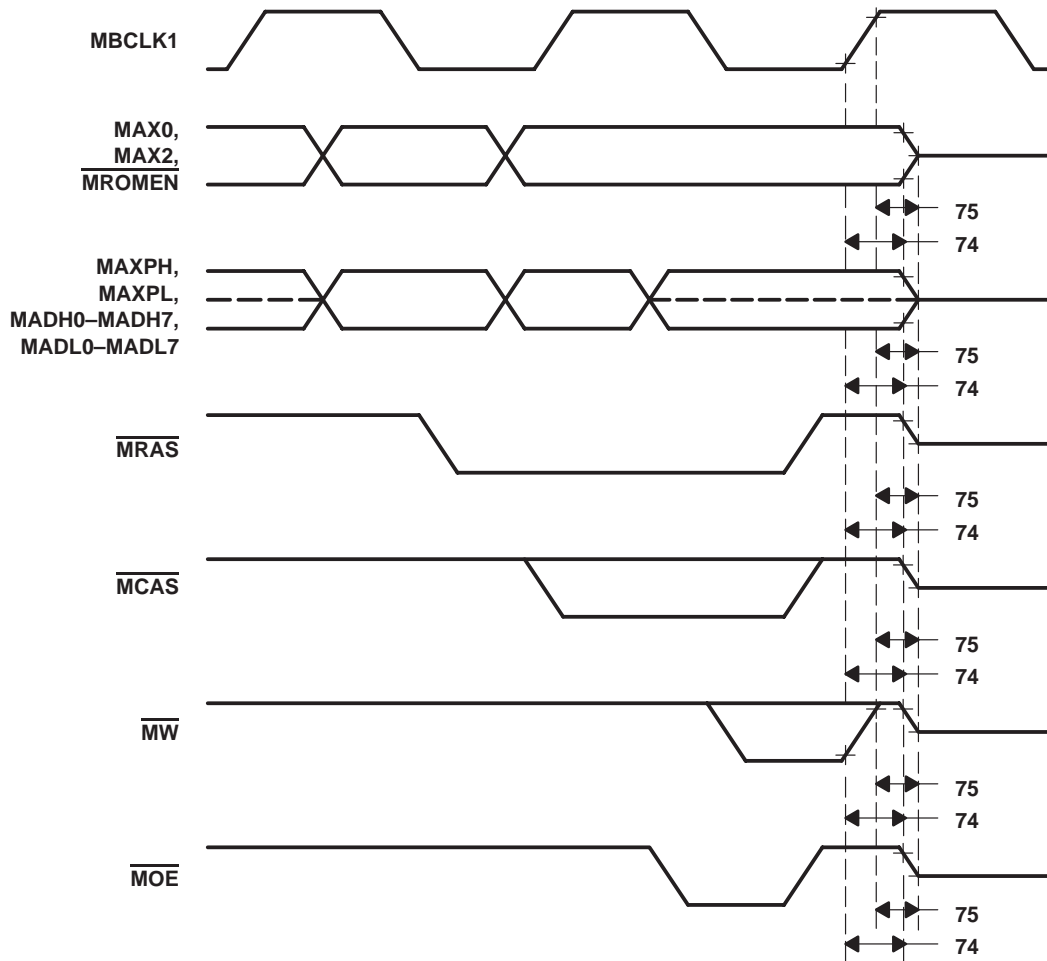 MBCLK1
MAX0,
MAX2,
MROMEN
75
74
MAXPH,
MAXPL,
MADH0–MADH7,
MADL0–MADL7
75
74
MRAS
75
74
MCAS
75
74
MW
75
74
MOE
75
74